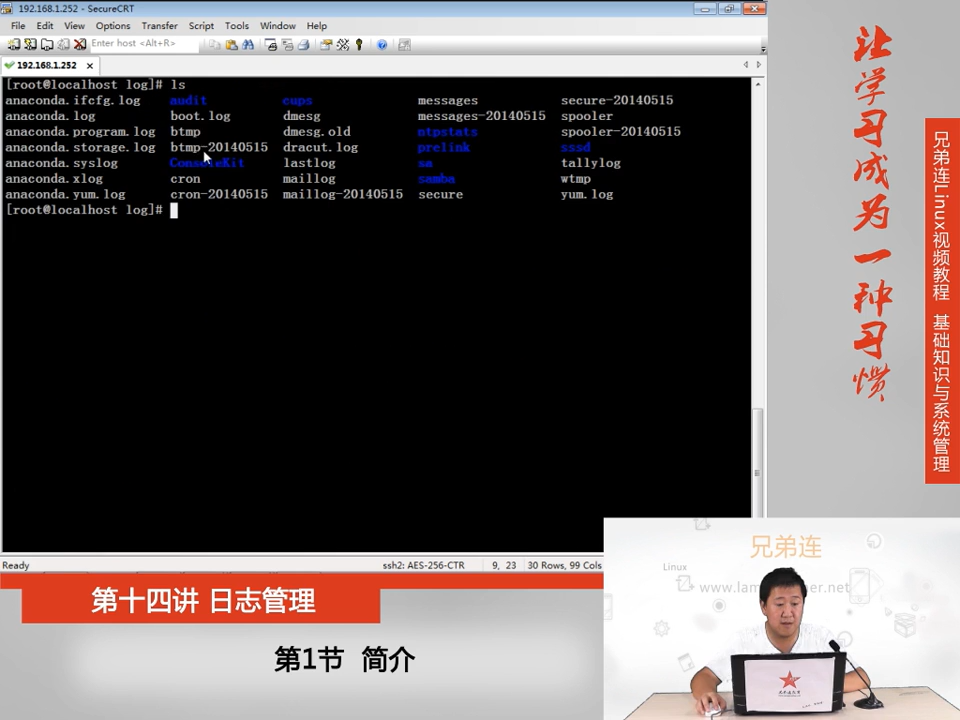 192.168.1.252 - SecureCRT
File Edit View Options Transfer Script Tools Window Help
Enter host <Alt+R>
192.168.1.252
[root@localhost log]# ls
anaconda.ifcfg.log audit cups messages secure-20140515
anaconda.log boot.log dmesg messages-20140515 spooler
anaconda.program.log btmp dmesg.old ntpstats spooler-20140515
anaconda.storage.log btmp-20140515 dracut.log prelink sssd
anaconda.syslog ConsoleKit lastlog sa tallylog
anaconda.xlog cron maillog samba wtmp
anaconda.yum.log cron-20140515 maillog-20140515 secure yum.log
[root@localhost log]#
Ready ssh2: AES-256-CTR 9, 23 30 Rows, 99 Cols
让学习成为一种习惯
兄弟连Linux视频教程 基础知识与系统管理
第十四讲 日志管理
第1节 简介
兄弟连
Linux